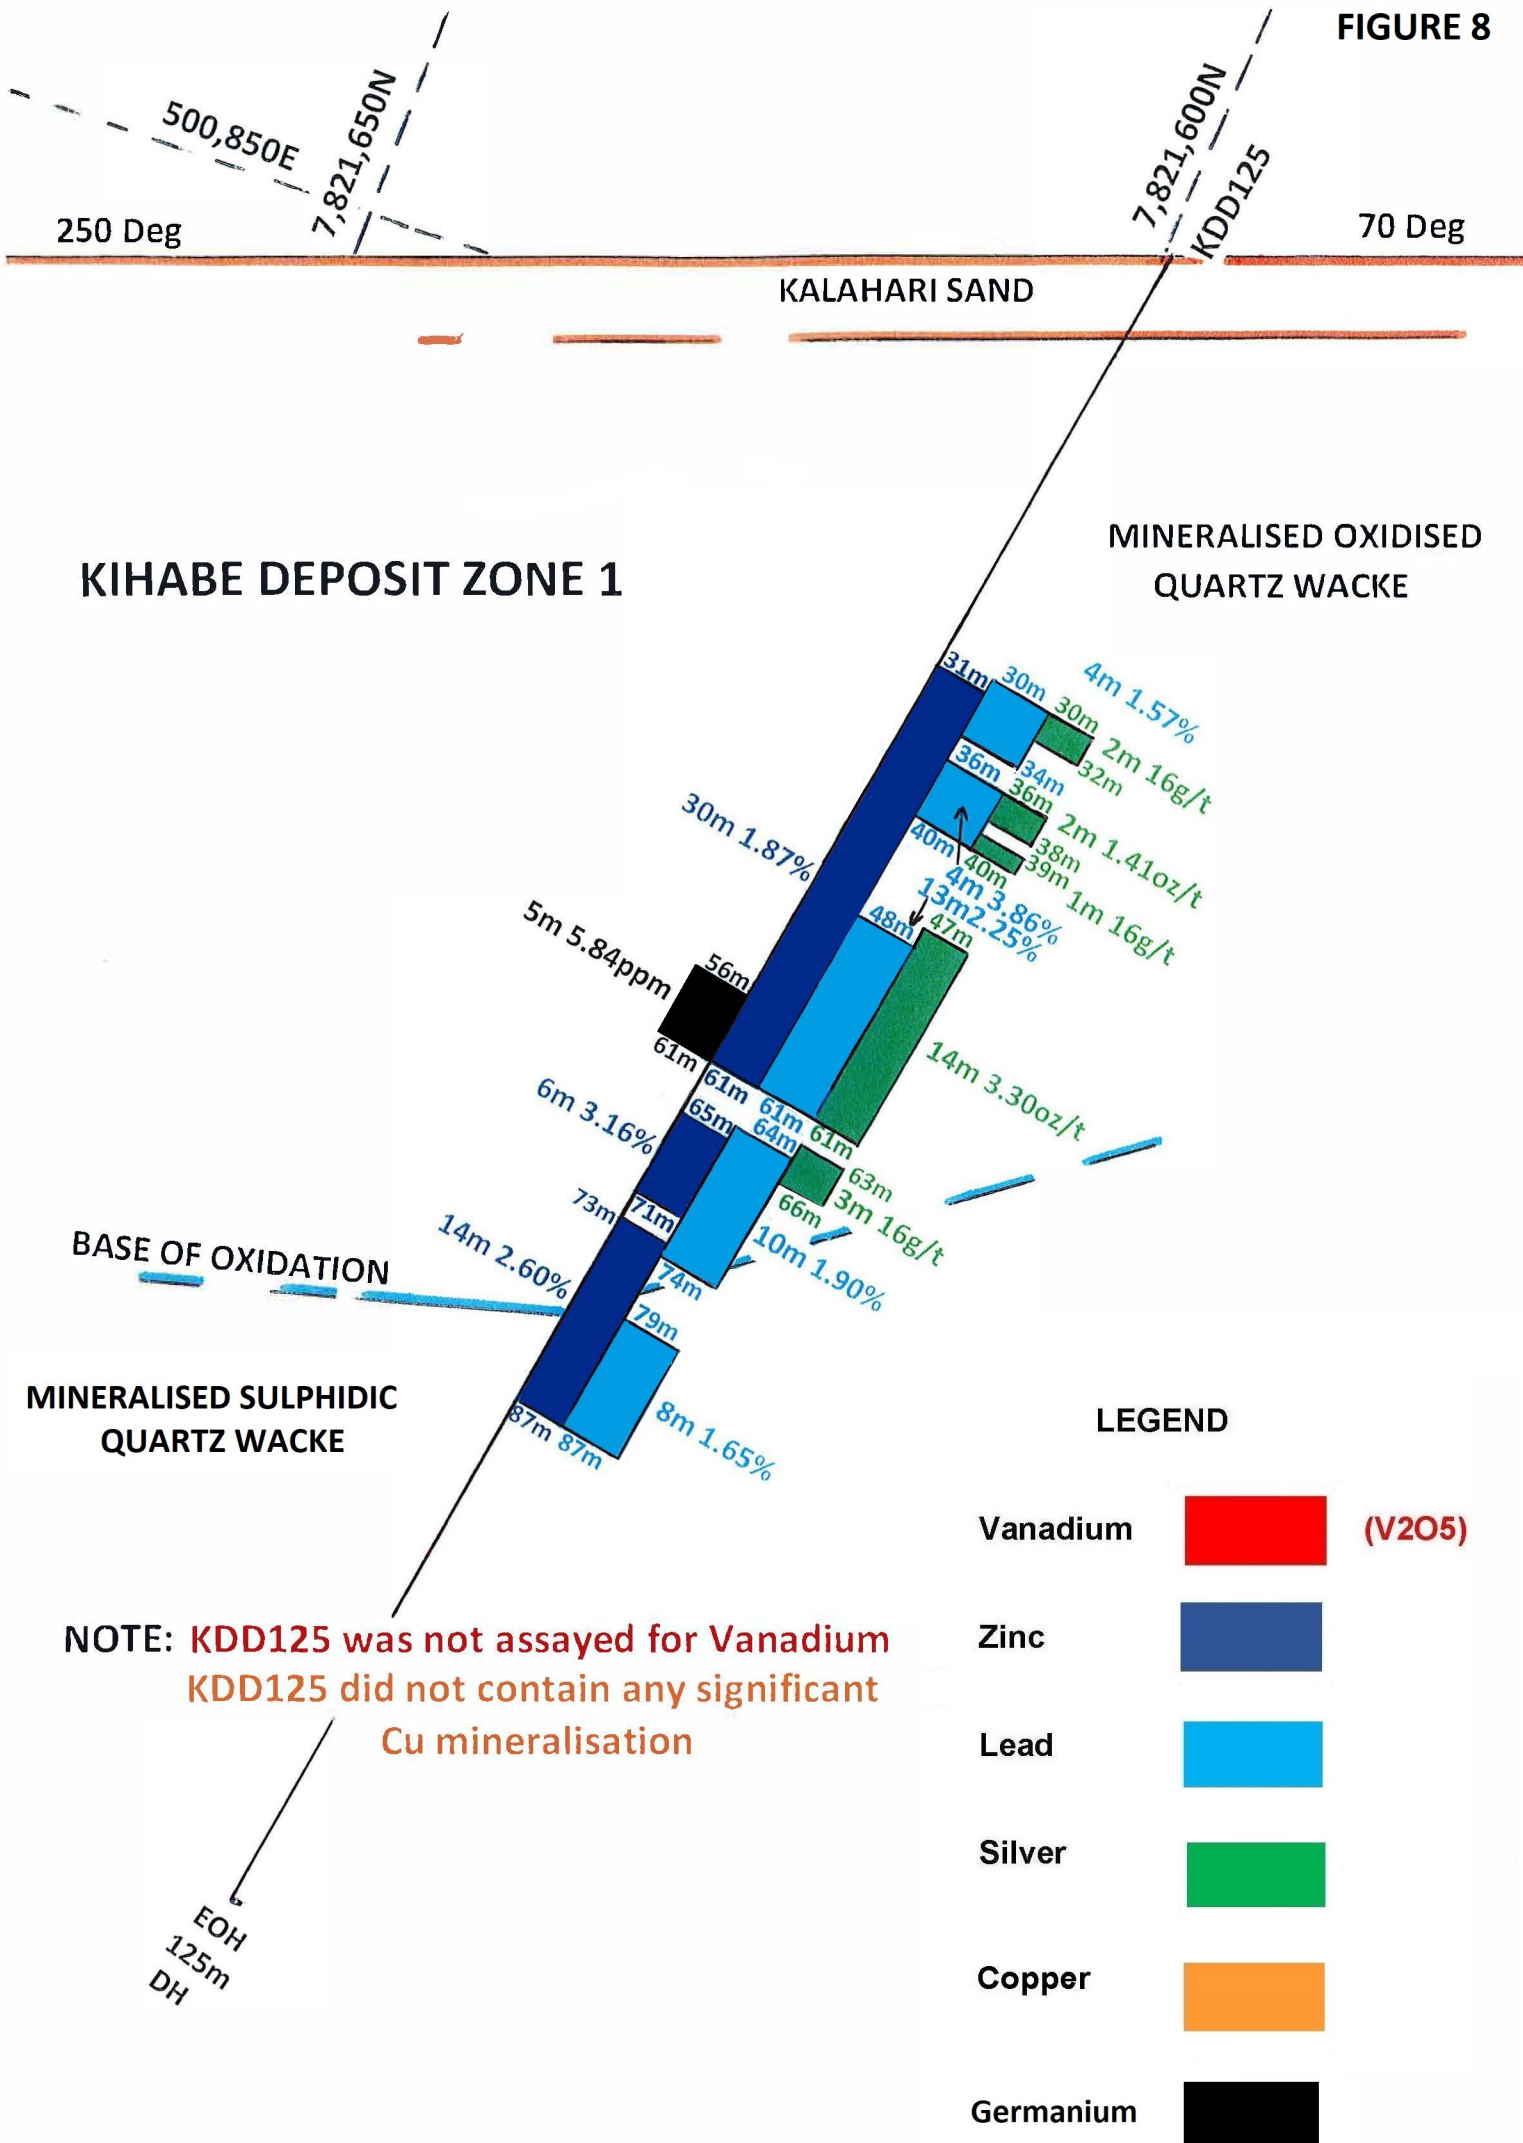 FIGURE 8
500,850E
7,821,650N
7,821,600N
KDD125
250 Deg
70 Deg
KALAHARI SAND
MINERALISED OXIDISED
QUARTZ WACKE
KIHABE DEPOSIT ZONE 1
31m
30m
4m 1.57%
30m
2m 16g/t
32m
34m
36m
36m
2m 1.41oz/t
38m
39m
1m 16g/t
40m
40m
4m 3.86%
13m2.25%
30m 1.87%
48m
47m
5m 5.84ppm
56m
61m
61m
61m
61m
14m 3.30oz/t
6m 3.16%
65m
64m
63m
3m 16g/t
66m
71m
73m
10m 1.90%
74m
14m 2.60%
BASE OF OXIDATION
79m
8m 1.65%
87m
87m
MINERALISED SULPHIDIC
QUARTZ WACKE
LEGEND
Vanadium
(V2O5)
Zinc
Lead
Silver
Copper
Germanium
NOTE: KDD125 was not assayed for Vanadium
KDD125 did not contain any significant
Cu mineralisation
EOH
125m
DH